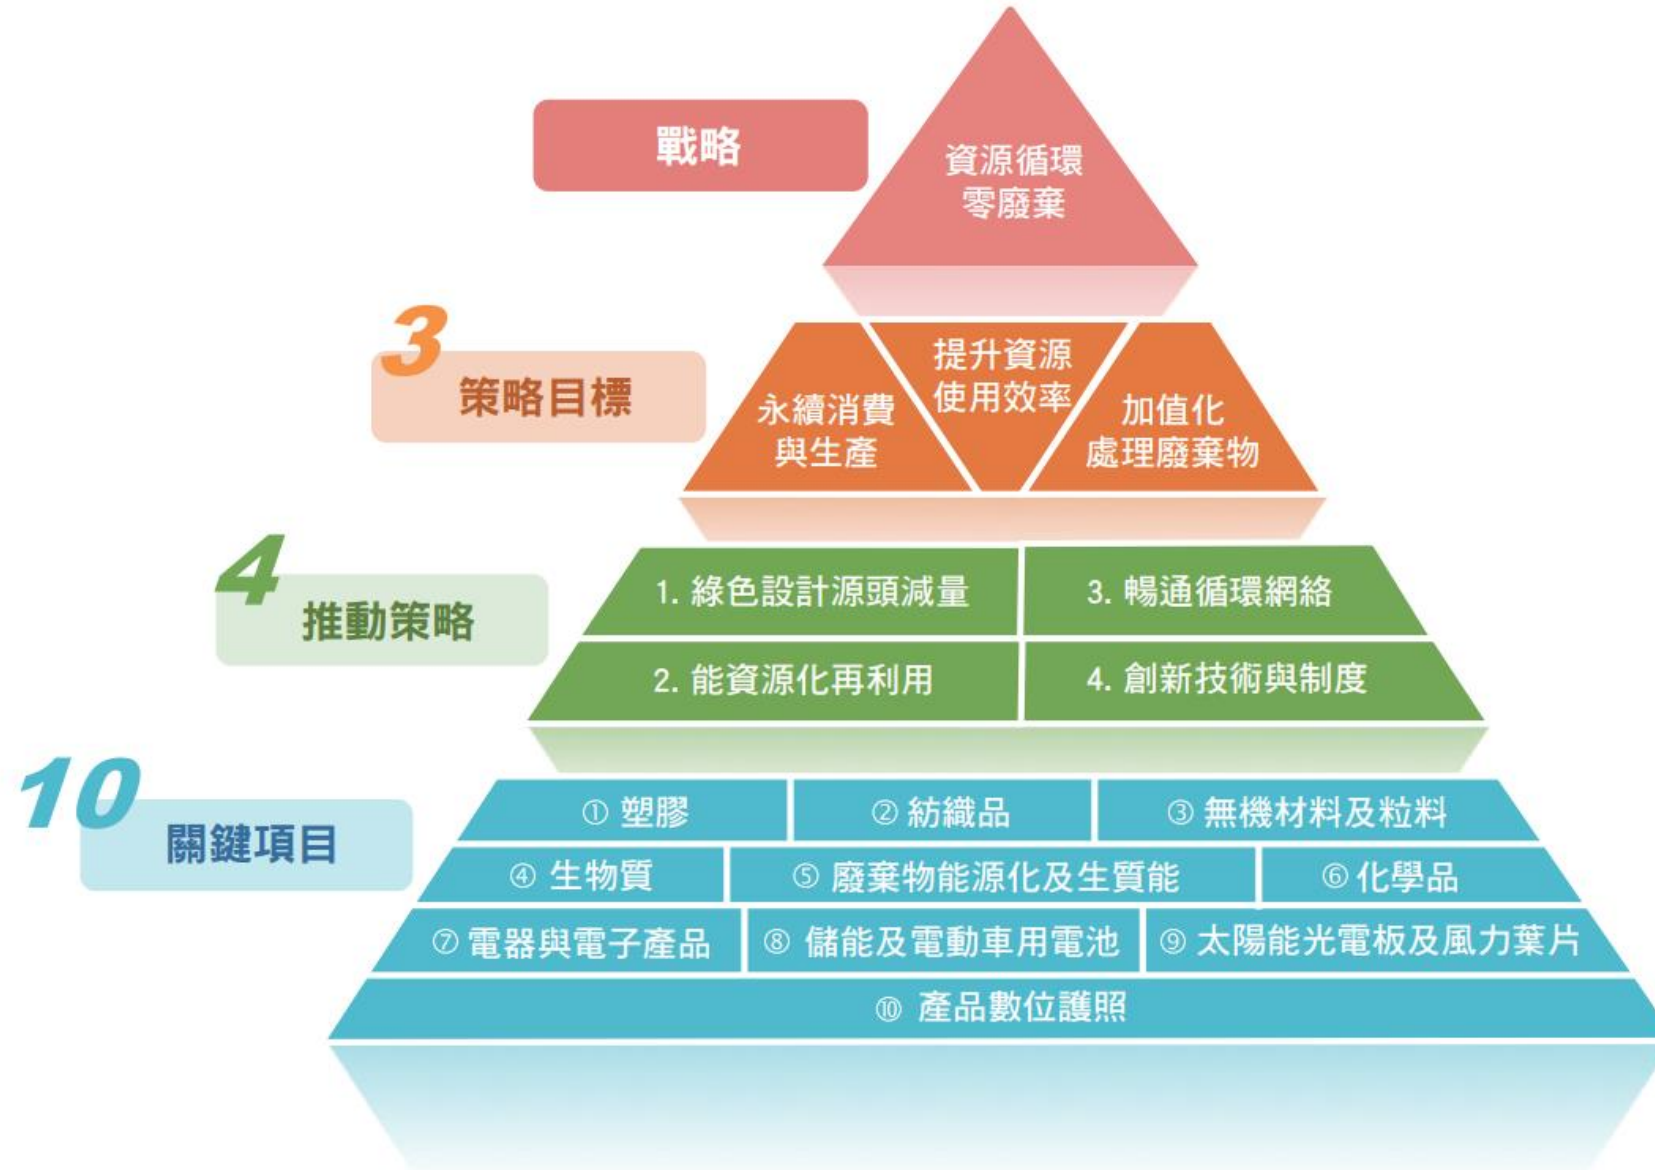 戰略
資源循環
零廢棄
3
策略目標
永續消費
與生產
提升資源
使用效率
加值化
處理廢棄物
4
推動策略
1. 綠色設計源頭減量
3. 暢通循環網絡
2. 能資源化再利用
4. 創新技術與制度
10
關鍵項目
① 塑膠
② 紡織品
③ 無機材料及粒料
④ 生物質
⑤ 廢棄物能源化及生質能
⑥ 化學品
⑦ 電器與電子產品
⑧ 儲能及電動車用電池
⑨ 太陽能光電板及風力葉片
⑩ 產品數位護照